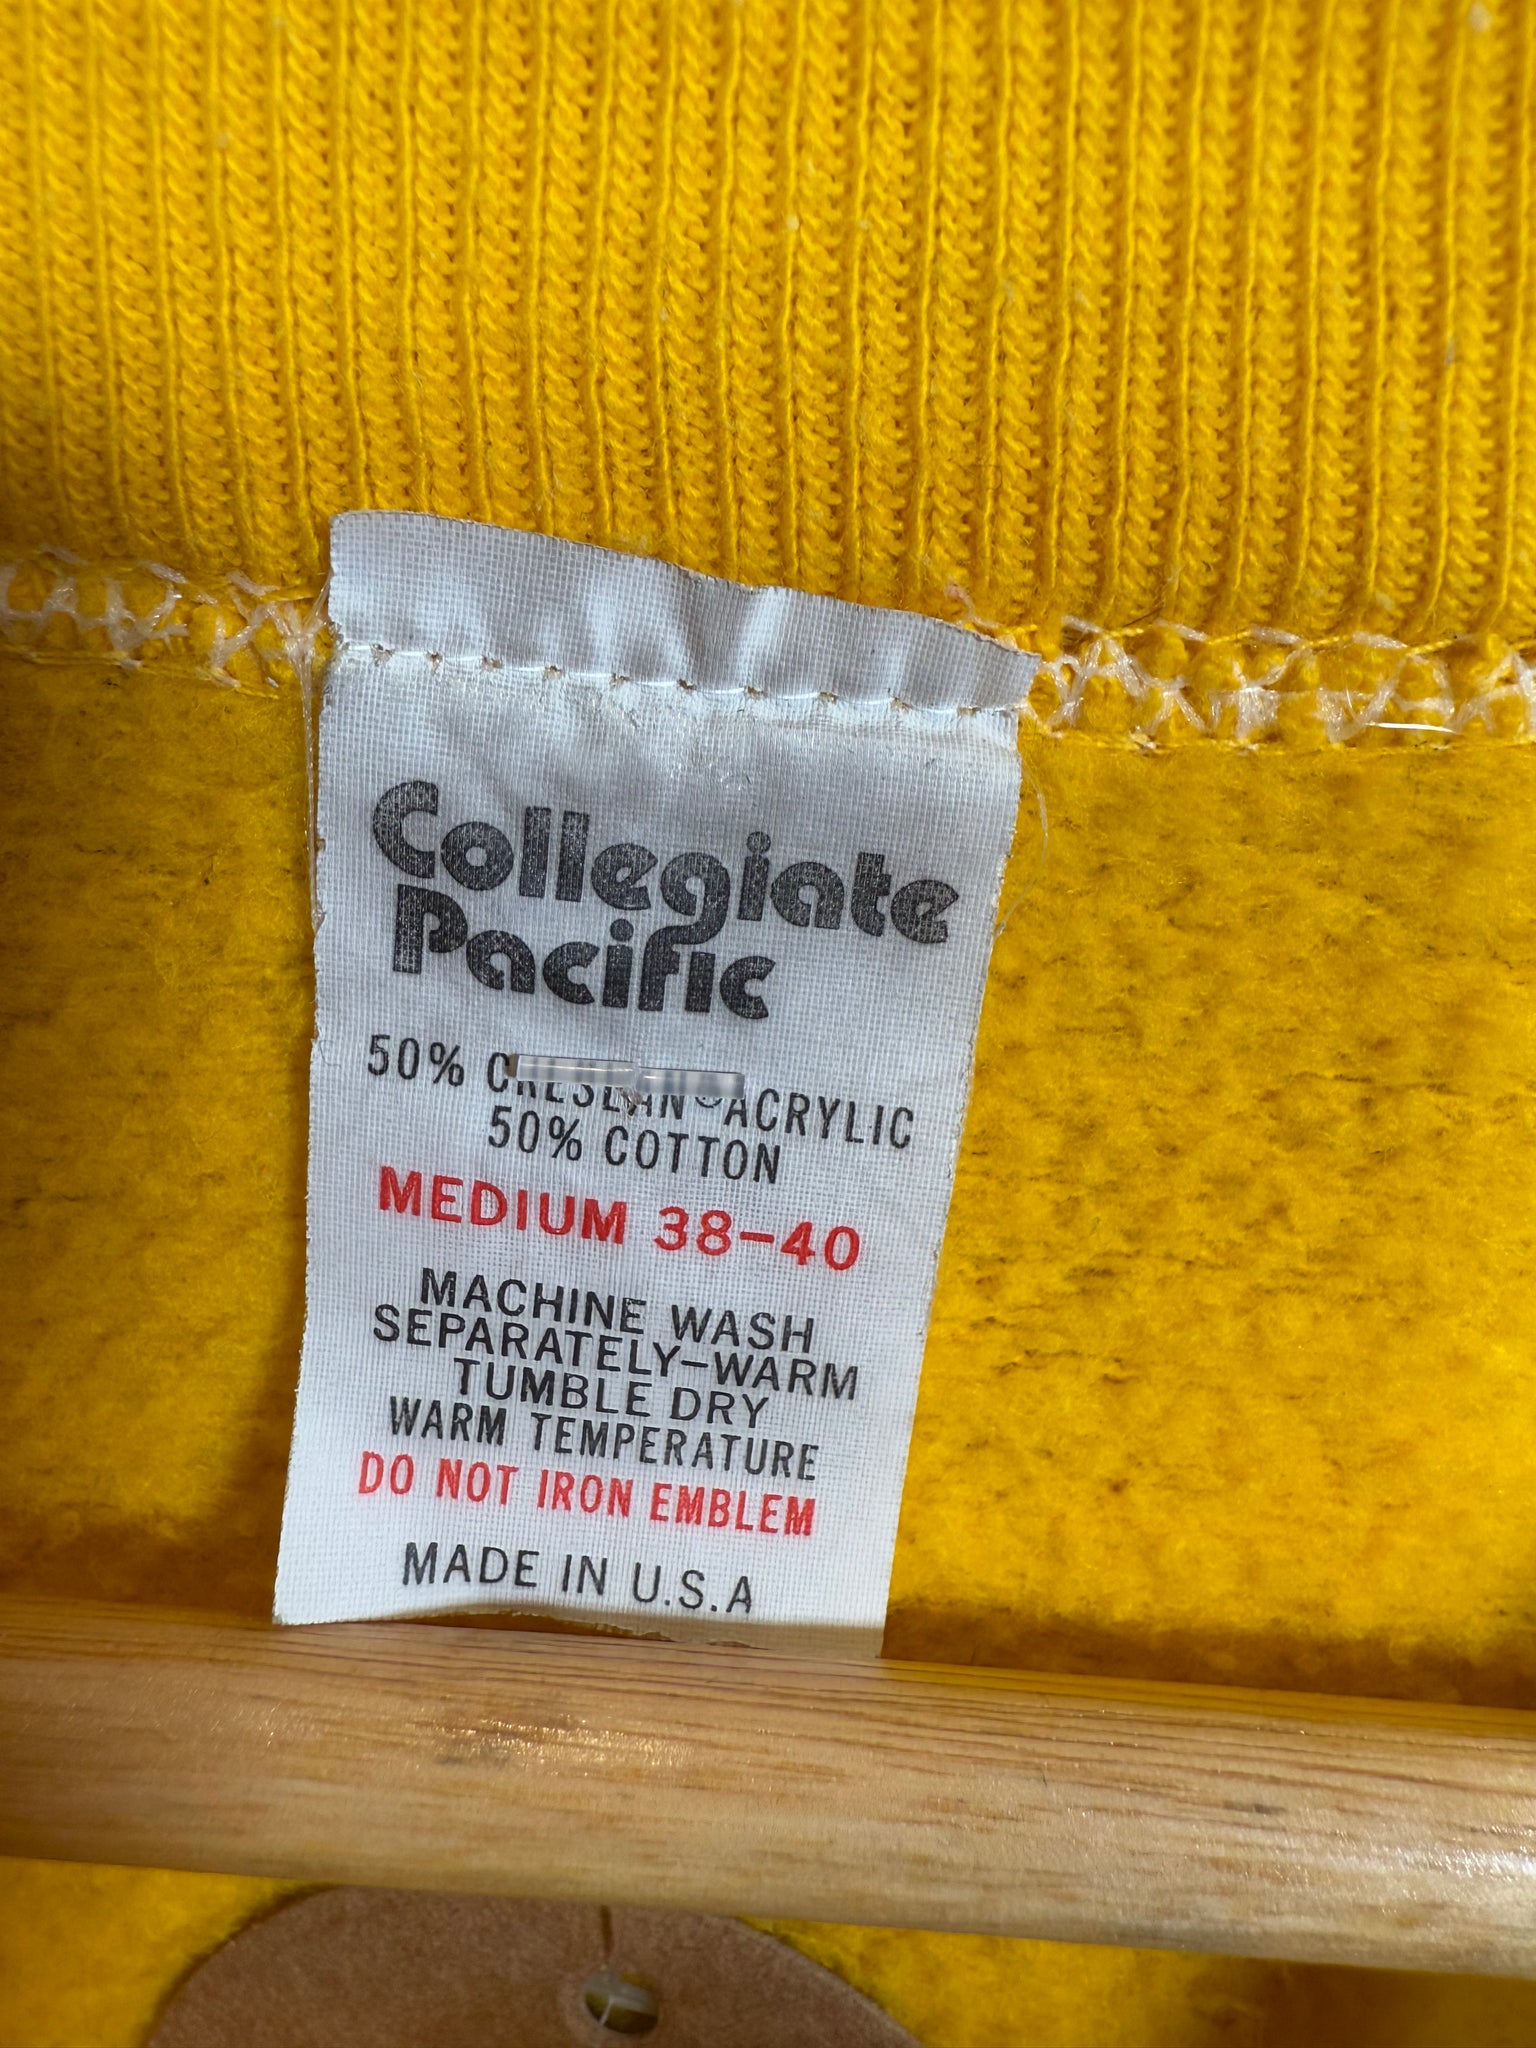 Collegiate
Pacific
50% CRESLAN® ACRYLIC
50% COTTON
MEDIUM 38-40
MACHINE WASH
SEPARATELY-WARM
TUMBLE DRY
WARM TEMPERATURE
DO NOT IRON EMBLEM
MADE IN U.S.A